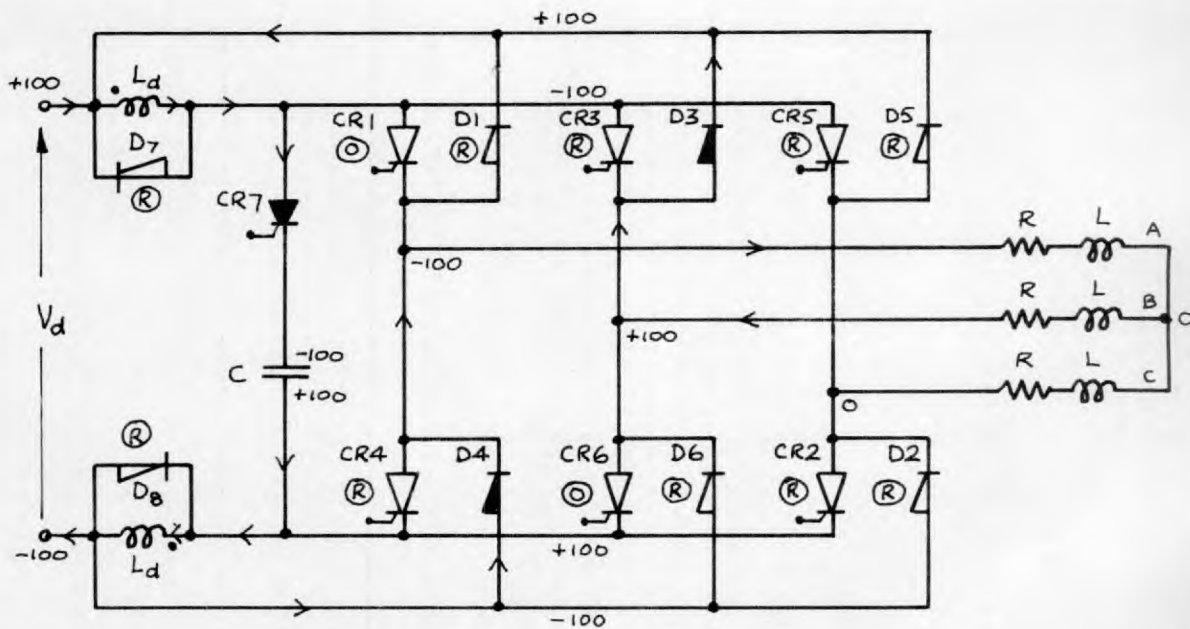 +100
+100
Ld
-100
CR1
D1
CR3
D3
CR5
D5
O
R
R
R
R
D7
R
CR7
R
L
A
-100
Vd
R
L
B
O
+100
-100
C
+100
R
L
C
O
R
CR4
D4
CR6
D6
CR2
D2
D8
R
O
R
R
R
-100
Ld
+100
-100